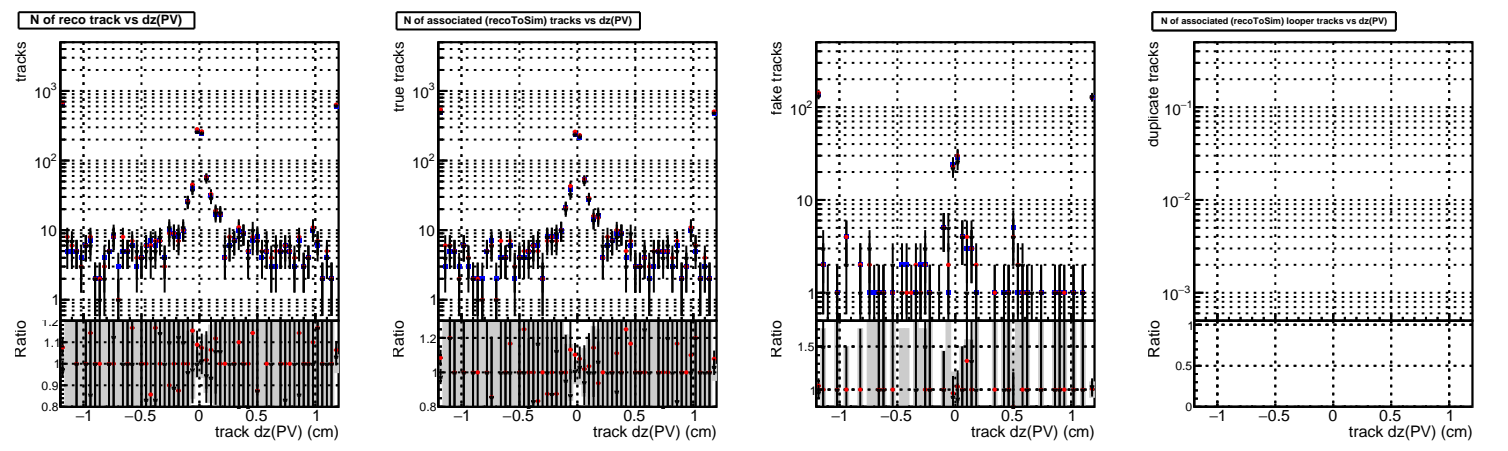 N of reco track vs dz(PV)
tracks
10³
10²
10
1
Ratio
1.2
1.1
1
0.9
0.8
−1 −0.5 0 0.5 1
track dz(PV) (cm)
N of associated (recoToSim) tracks vs dz(PV)
true tracks
10³
10²
10
1
Ratio
1.2
1
0.8
−1 −0.5 0 0.5 1
track dz(PV) (cm)
fake tracks
10²
10
1
Ratio
1.5
1
−1 −0.5 0 0.5 1
track dz(PV) (cm)
N of associated (recoToSim) looper tracks vs dz(PV)
duplicate tracks
10⁻¹
10⁻²
10⁻³
Ratio
1
0.5
0
−1 −0.5 0 0.5 1
track dz(PV) (cm)